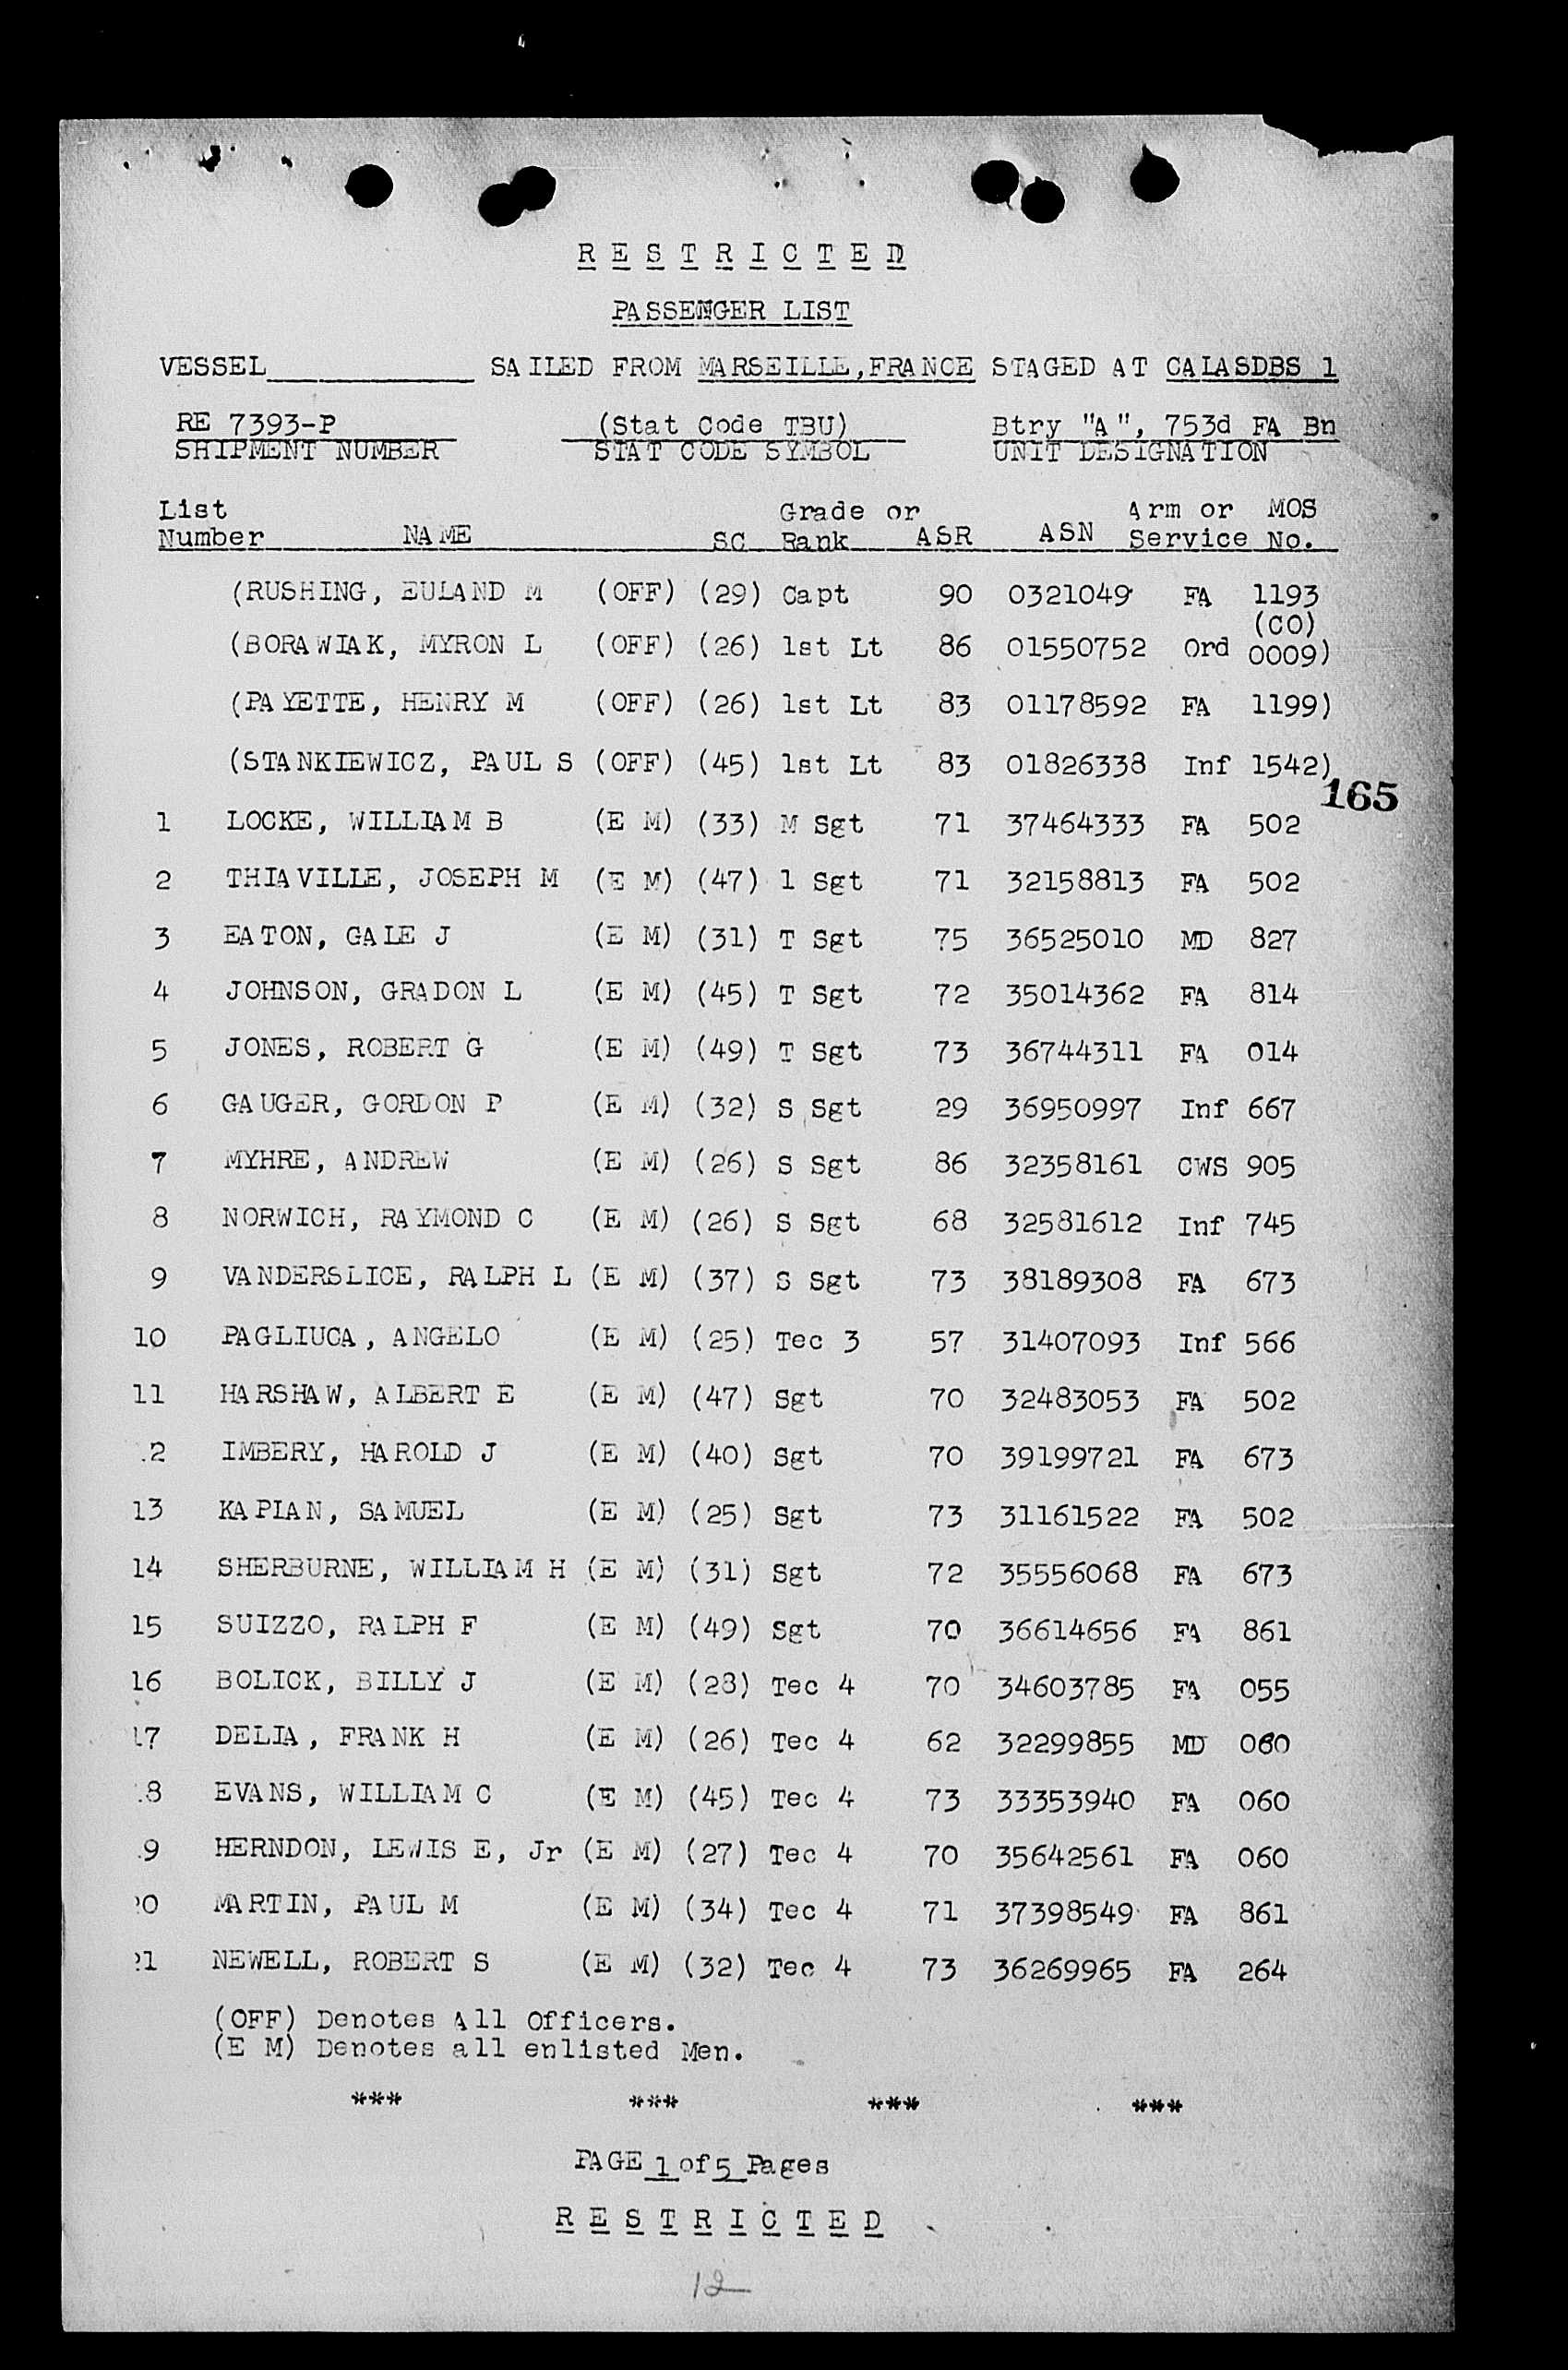 R E S T R I C T E D
PASSENGER LIST
VESSEL____________ SAILED FROM MARSEILLE,FRANCE STAGED AT CALASDBS 1
RE 7393-P (Stat Code TBU) Btry "A", 753d FA Bn
SHIPMENT NUMBER STAT CODE SYMBOL UNIT DESIGNATION
List Grade or Arm or MOS
Number NAME SC Rank ASR ASN Service No.
(RUSHING, EULAND M (OFF) (29) Capt 90 0321049 FA 1193
(CO)
(BORAWIAK, MYRON L (OFF) (26) 1st Lt 86 01550752 Ord 0009)
(PAYETTE, HENRY M (OFF) (26) 1st Lt 83 01178592 FA 1199)
(STANKIEWICZ, PAUL S (OFF) (45) 1st Lt 83 01826338 Inf 1542)
165
1 LOCKE, WILLIAM B (E M) (33) M Sgt 71 37464333 FA 502
2 THIAVILLE, JOSEPH M (E M) (47) 1 Sgt 71 32158813 FA 502
3 EATON, GALE J (E M) (31) T Sgt 75 36525010 MD 827
4 JOHNSON, GRADON L (E M) (45) T Sgt 72 35014362 FA 814
5 JONES, ROBERT G (E M) (49) T Sgt 73 36744311 FA 014
6 GAUGER, GORDON P (E M) (32) S Sgt 29 36950997 Inf 667
7 MYHRE, ANDREW (E M) (26) S Sgt 86 32358161 CWS 905
8 NORWICH, RAYMOND C (E M) (26) S Sgt 68 32581612 Inf 745
9 VANDERSLICE, RALPH L (E M) (37) S Sgt 73 38189308 FA 673
10 PAGLIUCA, ANGELO (E M) (25) Tec 3 57 31407093 Inf 566
11 HARSHAW, ALBERT E (E M) (47) Sgt 70 32483053 FA 502
2 IMBERY, HAROLD J (E M) (40) Sgt 70 39199721 FA 673
13 KAPLAN, SAMUEL (E M) (25) Sgt 73 31161522 FA 502
14 SHERBURNE, WILLIAM H (E M) (31) Sgt 72 35556068 FA 673
15 SUIZZO, RALPH F (E M) (49) Sgt 70 36614656 FA 861
16 BOLICK, BILLY J (E M) (28) Tec 4 70 34603785 FA 055
17 DELIA, FRANK H (E M) (26) Tec 4 62 32299855 MD 060
8 EVANS, WILLIAM C (E M) (45) Tec 4 73 33353940 FA 060
9 HERNDON, LEWIS E, Jr (E M) (27) Tec 4 70 35642561 FA 060
0 MARTIN, PAUL M (E M) (34) Tec 4 71 37398549 FA 861
21 NEWELL, ROBERT S (E M) (32) Tec 4 73 36269965 FA 264
(OFF) Denotes All Officers.
(E M) Denotes all enlisted Men.
*** *** *** ***
PAGE 1 of 5 Pages
R E S T R I C T E D
12